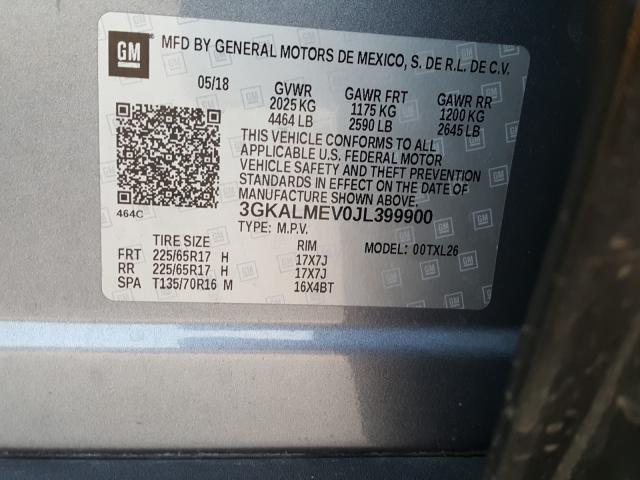 GM
MFD BY GENERAL MOTORS DE MEXICO, S. DE R.L. DE C.V.
05/18 GVWR GAWR FRT GAWR RR
2025 KG 1175 KG 1200 KG
4464 LB 2590 LB 2645 LB
THIS VEHICLE CONFORMS TO ALL
APPLICABLE U.S. FEDERAL MOTOR
VEHICLE SAFETY AND THEFT PREVENTION
STANDARDS IN EFFECT ON THE DATE OF
MANUFACTURE SHOWN ABOVE.
464C 3GKALMEV0JL399900
TYPE: M.P.V. MODEL: 00TXL26
TIRE SIZE RIM
FRT 225/65R17 H 17X7J
RR 225/65R17 H 17X7J
SPA T135/70R16 M 16X4BT